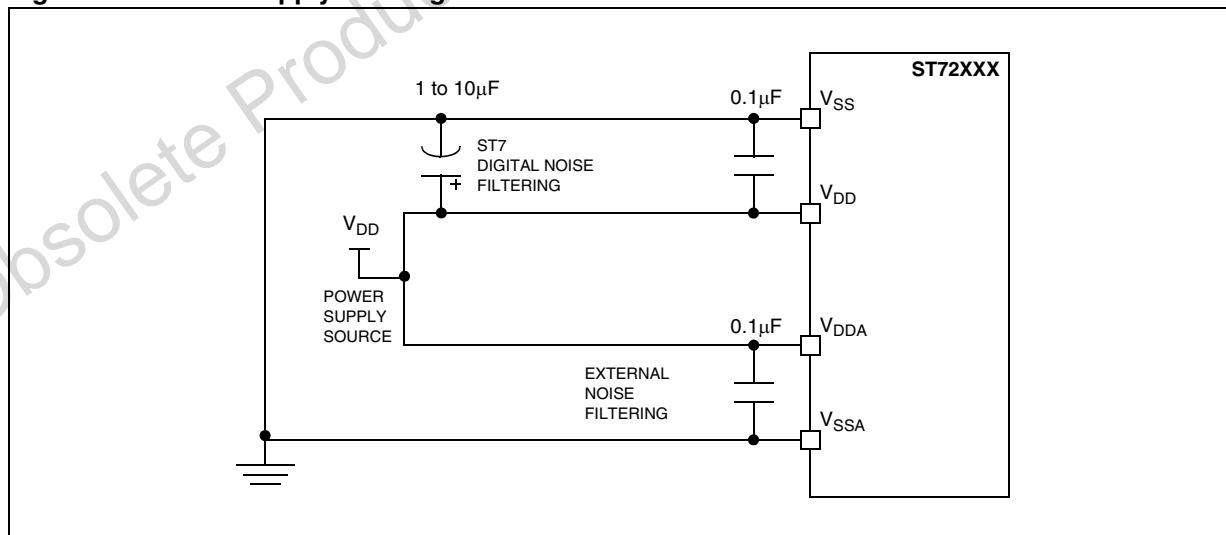 Obsolete Produc
ST72XXX
1 to 10μF
0.1μF
VSS
ST7
DIGITAL NOISE
FILTERING
+
VDD
VDD
POWER
SUPPLY
SOURCE
0.1μF
VDDA
EXTERNAL
NOISE
FILTERING
VSSA